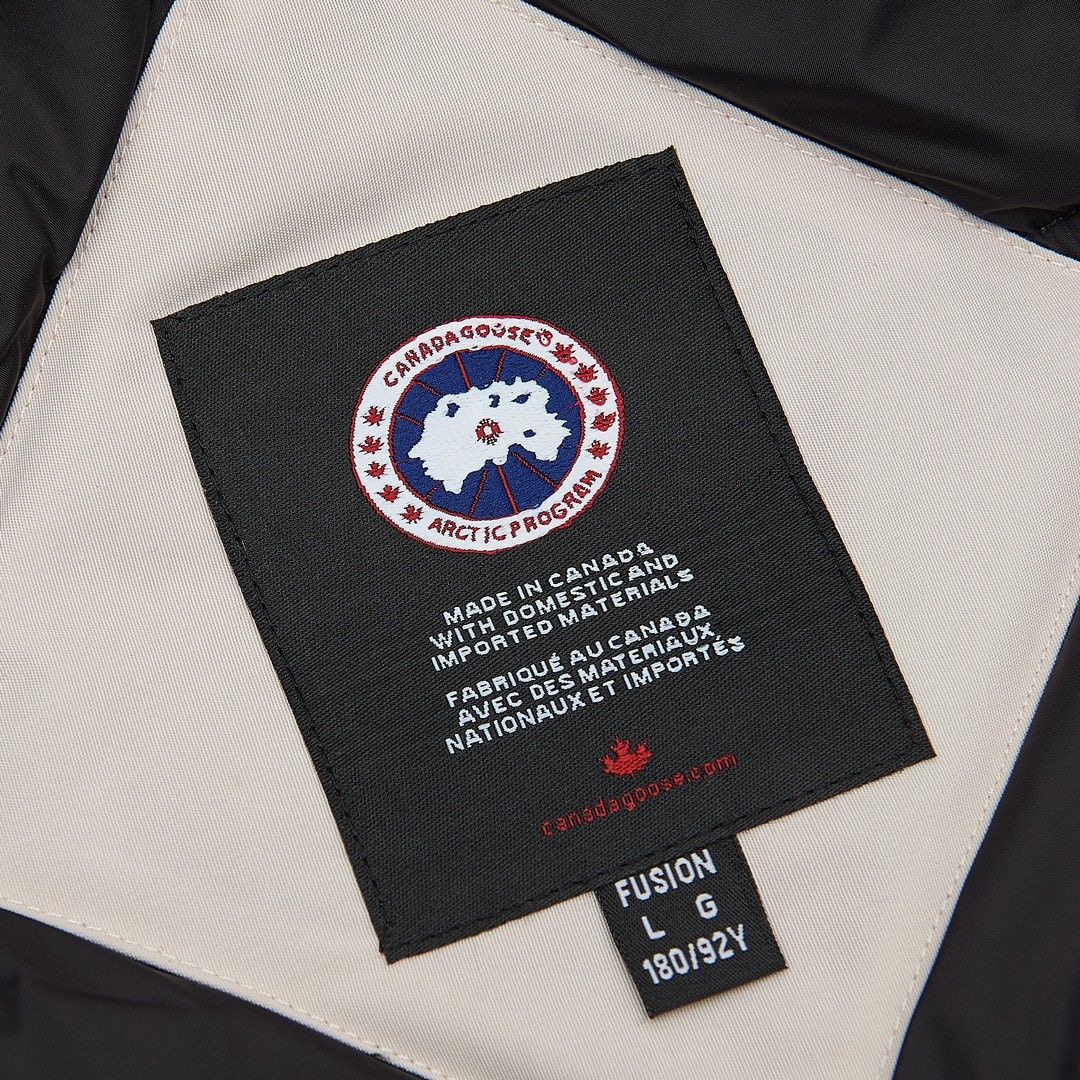 CANADA GOOSE®
ARCTIC PROGRAM
MADE IN CANADA
WITH DOMESTIC AND
IMPORTED MATERIALS
FABRIQUÉ AU CANADA
AVEC DES MATERIAUX
NATIONAUX ET IMPORTÉS
canadagoose.com
FUSION
L G
180/92Y